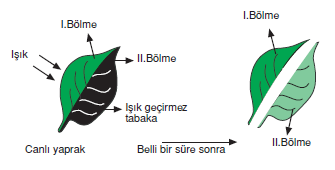 I.Bölme
Işık
II.Bölme
Işık geçirmez
tabaka
Canlı yaprak
Belli bir süre sonra
I.Bölme
II.Bölme